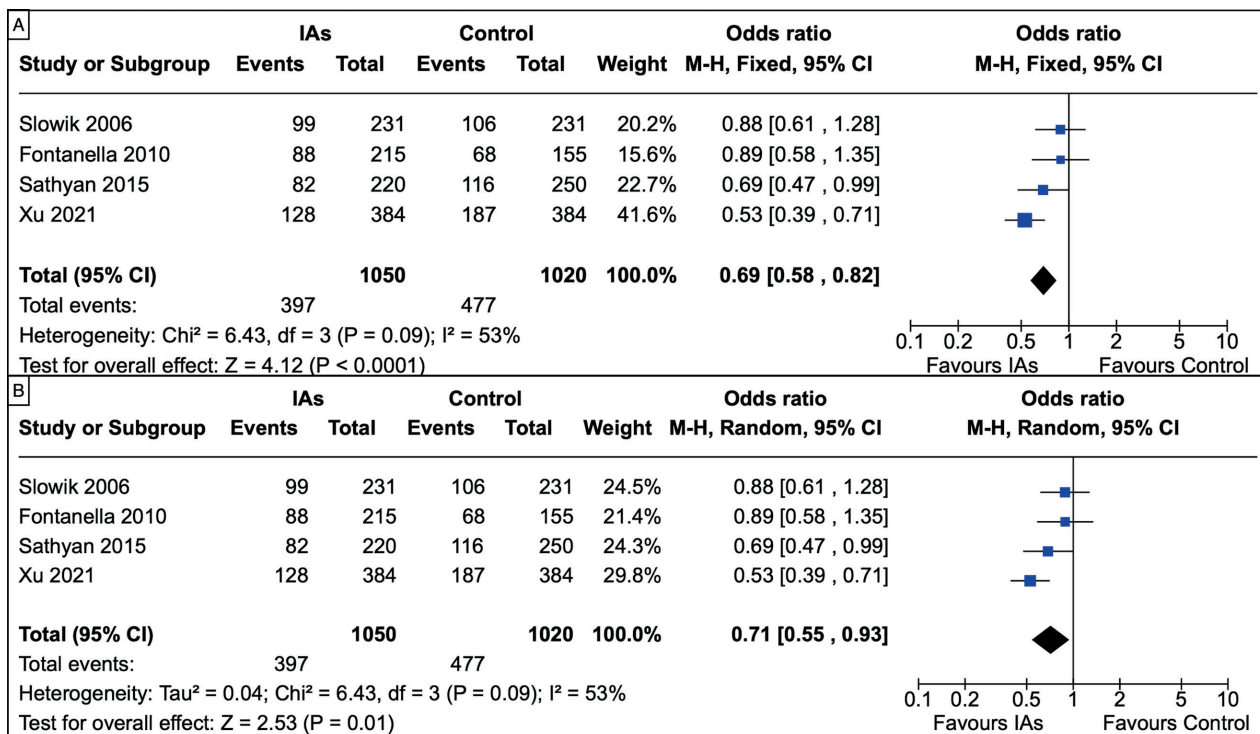 A
IAs Control Odds ratio Odds ratio
Study or Subgroup Events Total Events Total Weight M-H, Fixed, 95% CI M-H, Fixed, 95% CI
Slowik 2006 99 231 106 231 20.2% 0.88 [0.61 , 1.28]
Fontanella 2010 88 215 68 155 15.6% 0.89 [0.58 , 1.35]
Sathyan 2015 82 220 116 250 22.7% 0.69 [0.47 , 0.99]
Xu 2021 128 384 187 384 41.6% 0.53 [0.39 , 0.71]
Total (95% CI) 1050 1020 100.0% 0.69 [0.58 , 0.82]
Total events: 397 477
Heterogeneity: Chi² = 6.43, df = 3 (P = 0.09); I² = 53%
0.1 0.2 0.5 1 2 5 10
Test for overall effect: Z = 4.12 (P < 0.0001) Favours IAs Favours Control
B
IAs Control Odds ratio Odds ratio
Study or Subgroup Events Total Events Total Weight M-H, Random, 95% CI M-H, Random, 95% CI
Slowik 2006 99 231 106 231 24.5% 0.88 [0.61 , 1.28]
Fontanella 2010 88 215 68 155 21.4% 0.89 [0.58 , 1.35]
Sathyan 2015 82 220 116 250 24.3% 0.69 [0.47 , 0.99]
Xu 2021 128 384 187 384 29.8% 0.53 [0.39 , 0.71]
Total (95% CI) 1050 1020 100.0% 0.71 [0.55 , 0.93]
Total events: 397 477
Heterogeneity: Tau² = 0.04; Chi² = 6.43, df = 3 (P = 0.09); I² = 53%
0.1 0.2 0.5 1 2 5 10
Test for overall effect: Z = 2.53 (P = 0.01) Favours IAs Favours Control